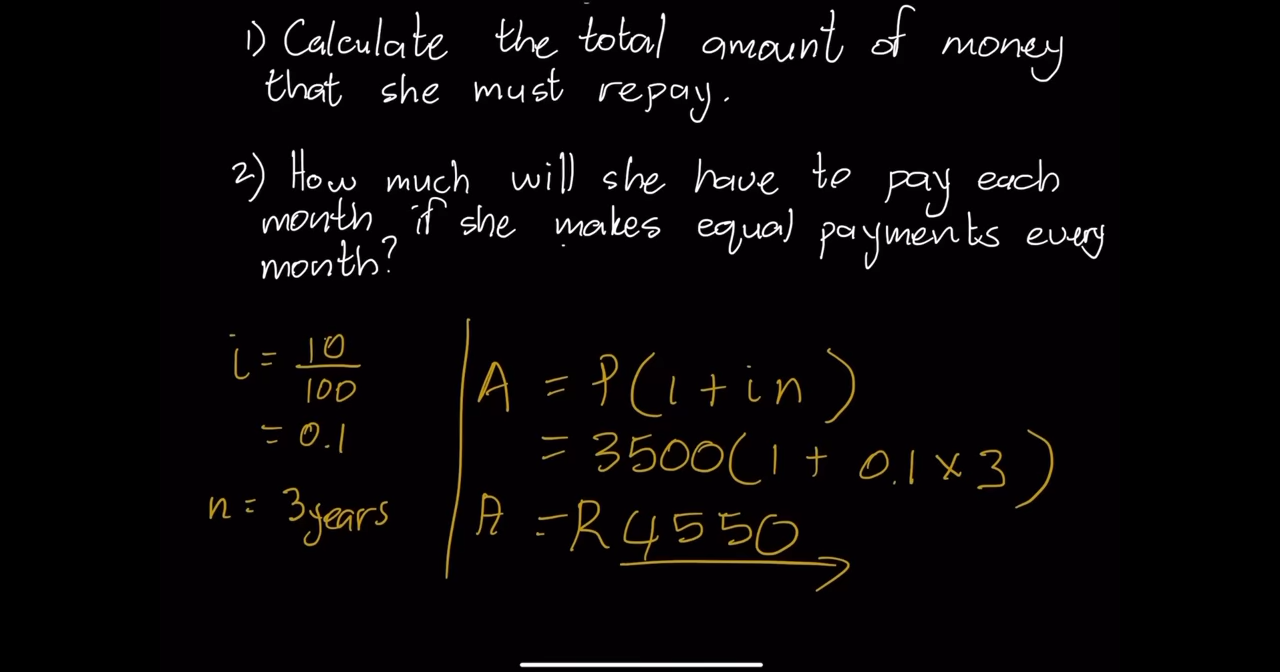 1) Calculate the total amount of money
that she must repay.
2) How much will she have to pay each
month if she makes equal payments every
month?
i = 10/100
= 0.1
n = 3years
A = P(1 + in)
= 3500(1 + 0.1 × 3)
A = R4550